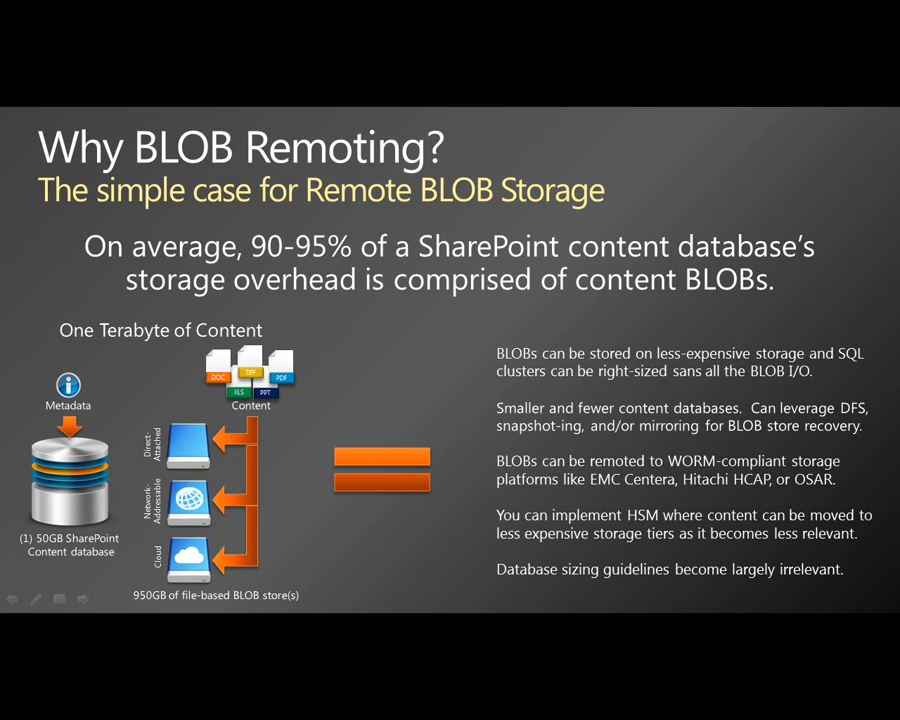 Why BLOB Remoting?
The simple case for Remote BLOB Storage
On average, 90-95% of a SharePoint content database's
storage overhead is comprised of content BLOBs.
One Terabyte of Content
Metadata
(1) 50GB SharePoint
Content database
DOC
TIFF
PDF
XLS
PPT
Content
Direct-
Attached
Network-
Addressable
Cloud
950GB of file-based BLOB store(s)
BLOBs can be stored on less-expensive storage and SQL
clusters can be right-sized sans all the BLOB I/O.
Smaller and fewer content databases. Can leverage DFS,
snapshot-ing, and/or mirroring for BLOB store recovery.
BLOBs can be remoted to WORM-compliant storage
platforms like EMC Centera, Hitachi HCAP, or OSAR.
You can implement HSM where content can be moved to
less expensive storage tiers as it becomes less relevant.
Database sizing guidelines become largely irrelevant.